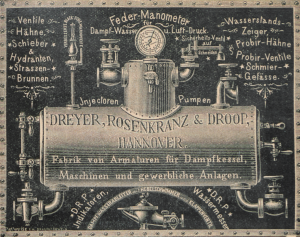 Feder-Manometer
für
Dampf-Wasser u. Luft-Druck.
Ventile
Hähne,
Schieber
&
Hydranten,
Strassen-
Brunnen.
Wasserstands-
Zeiger,
Probir-Hähne
Probir-Ventile
Schmier-
Gefässe.
Sicherheits Ventile
Injectoren
Pumpen
DREYER, ROSENKRANZ & DROOP,
HANNOVER.
Fabrik von Armaturen für Dampfkessel,
Maschinen und gewerbliche Anlagen.
D.R.P.
D.R.P.
Wassermesser